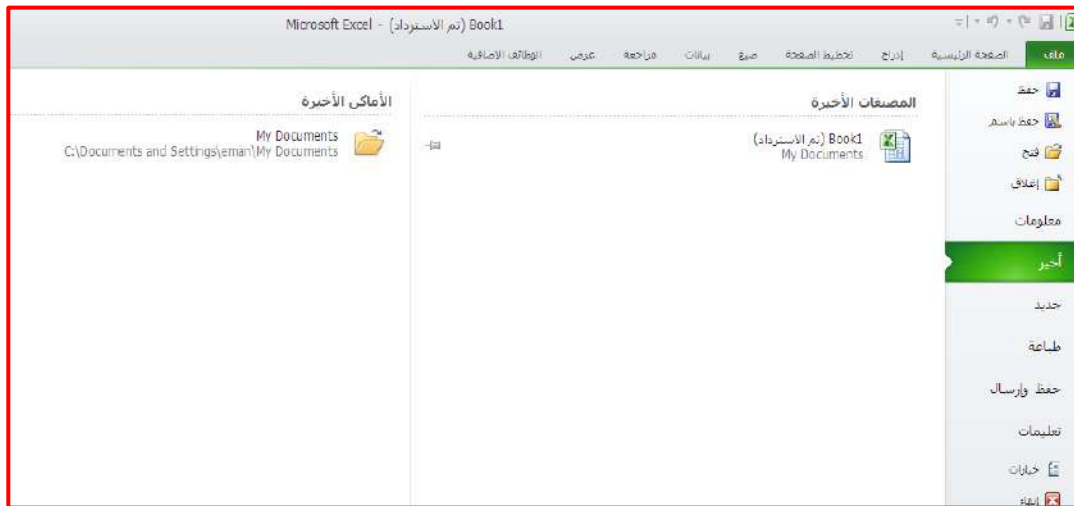 Book1 (تم الاسترداد) - Microsoft Excel
ملف الصفحة الرئيسية إدراج تخطيط الصفحة صيغ بيانات مراجعة عرض الوظائف الاضافية
حفظ
حفظ باسم
فتح
إغلاق
معلومات
أخير
جديد
طباعة
حفظ وإرسال
تعليمات
خيارات
إنهاء
المصنفات الأخيرة
Book1 (تم الاسترداد)
My Documents
الأماكن الأخيرة
My Documents
C:\Documents and Settings\eman\My Documents